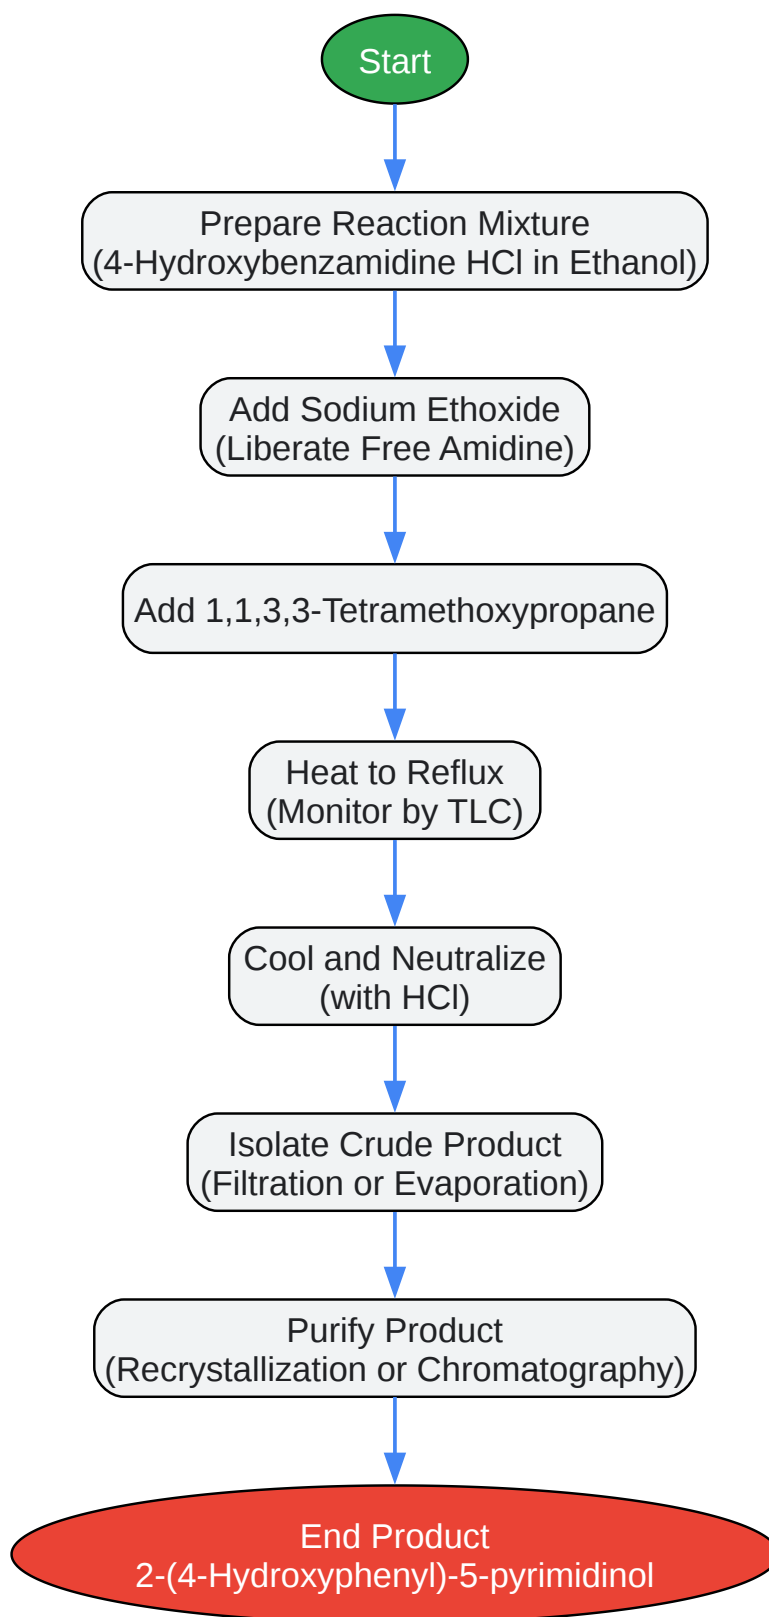 Start
Prepare Reaction Mixture
(4-Hydroxybenzamidine HCl in Ethanol)
Add Sodium Ethoxide
(Liberate Free Amidine)
Add 1,1,3,3-Tetramethoxypropane
Heat to Reflux
(Monitor by TLC)
Cool and Neutralize
(with HCl)
Isolate Crude Product
(Filtration or Evaporation)
Purify Product
(Recrystallization or Chromatography)
End Product
2-(4-Hydroxyphenyl)-5-pyrimidinol